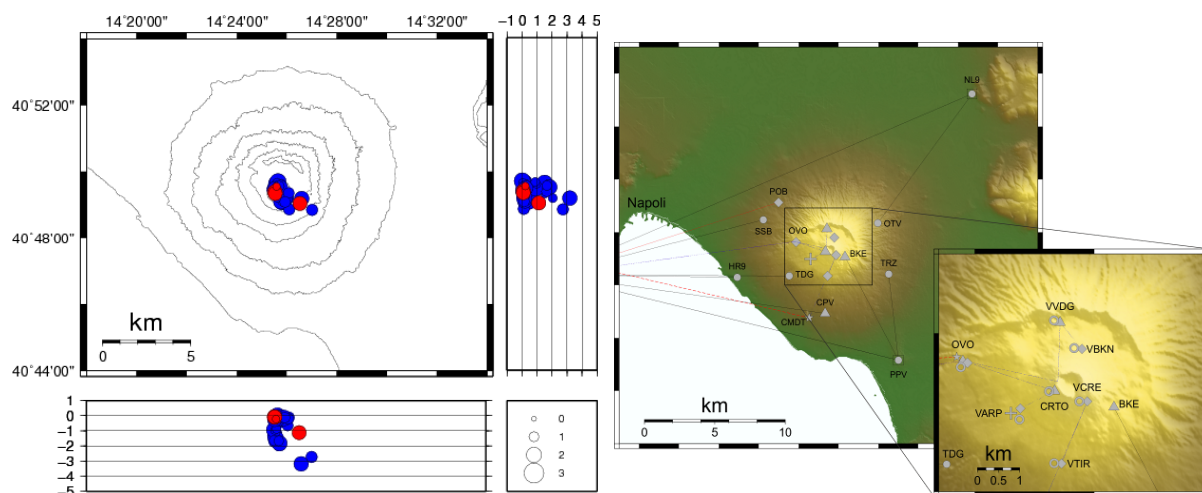 14°20'00" 14°24'00" 14°28'00" 14°32'00"
−1 0 1 2 3 4 5
40°52'00"
40°48'00"
40°44'00"
km
0 5
1
0
−1
−2
−3
−4
5
0
1
2
3
NL9
POB
Napoli
SSB
OVO
OTV
BKE
HR9
TDG
TRZ
CPV
CMDT
PPV
km
0 5 10
VVDG
OVO
VBKN
VCRE
CRTO
BKE
VARP
TDG
km
VTIR
0 0.5 1